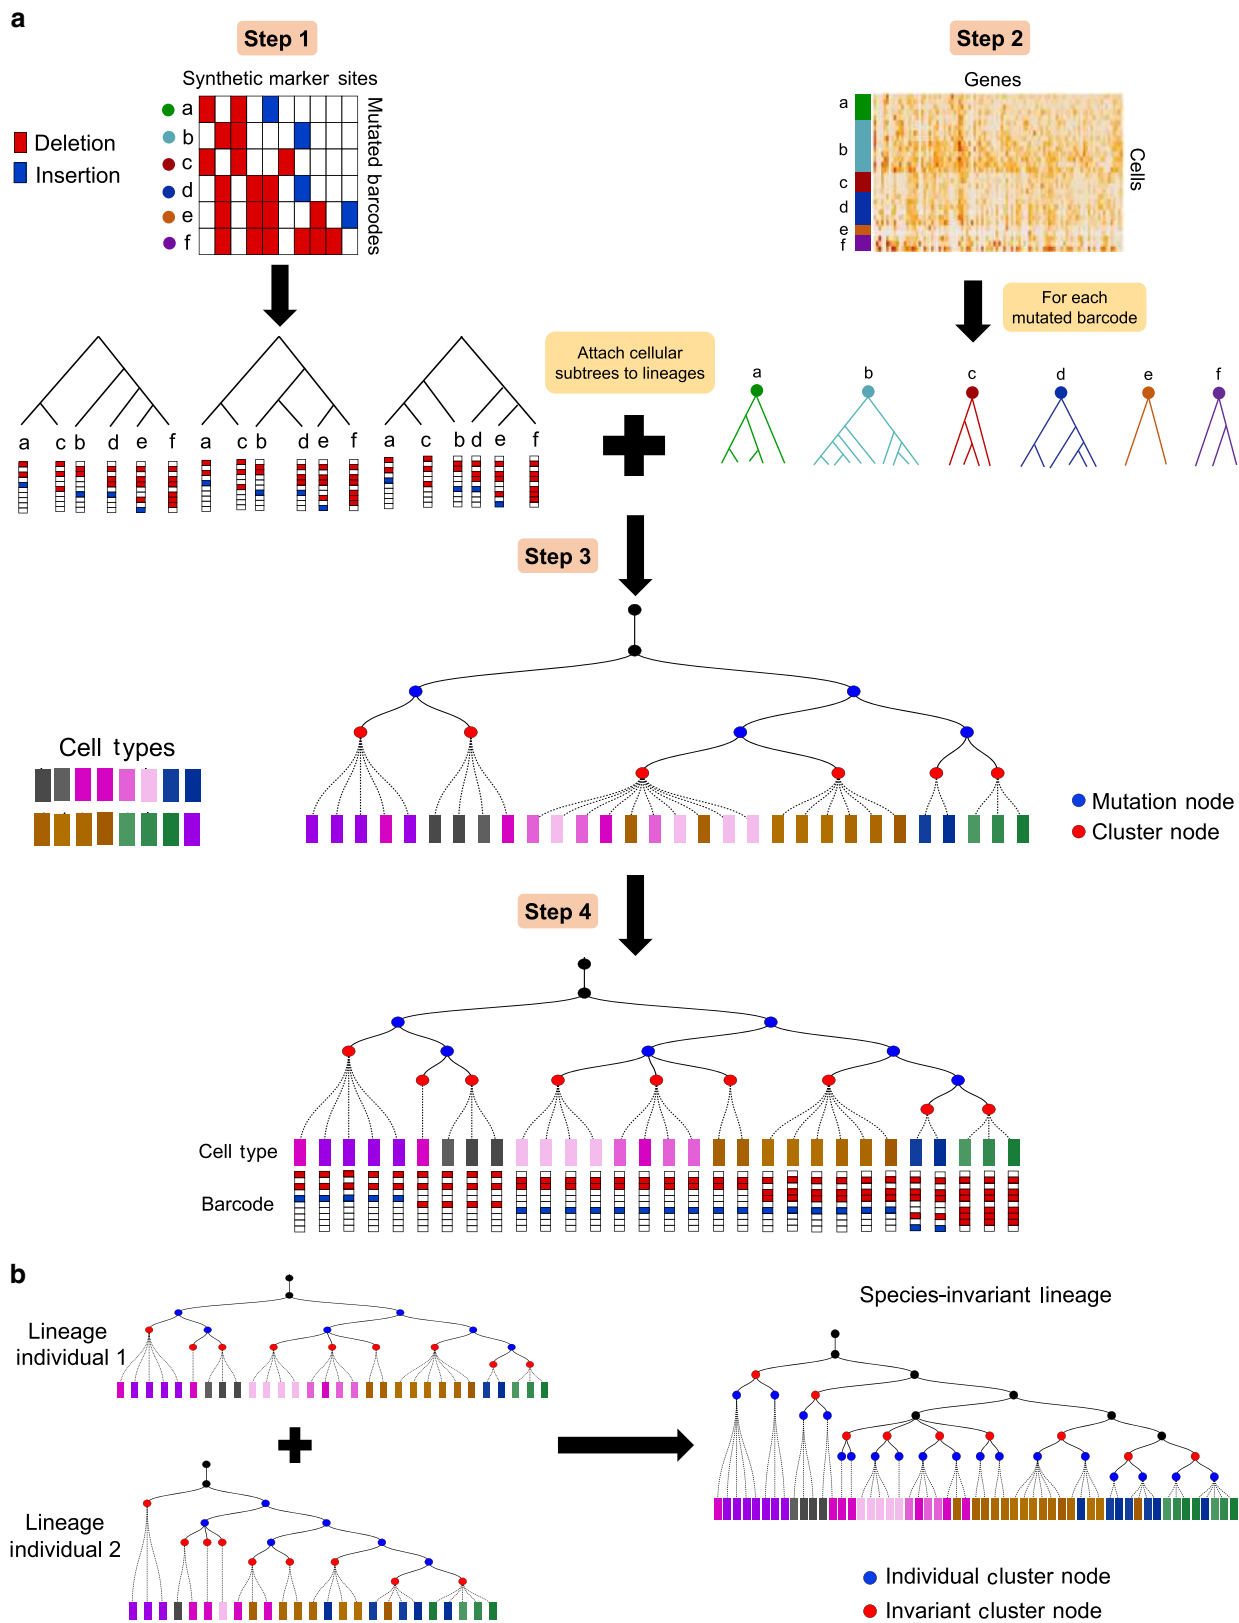 a
Step 1
Step 2
Synthetic marker sites
Genes
Deletion
Insertion
a
b
c
d
e
f
Mutated barcodes
a
b
c
d
e
f
Cells
For each
mutated barcode
Attach cellular
subtrees to lineages
a
b
c
d
e
f
a c b d e f
a c b d e f
a c b d e f
Step 3
Cell types
Mutation node
Cluster node
Step 4
Cell type
Barcode
b
Lineage
individual 1
Species-invariant lineage
Lineage
individual 2
Individual cluster node
Invariant cluster node